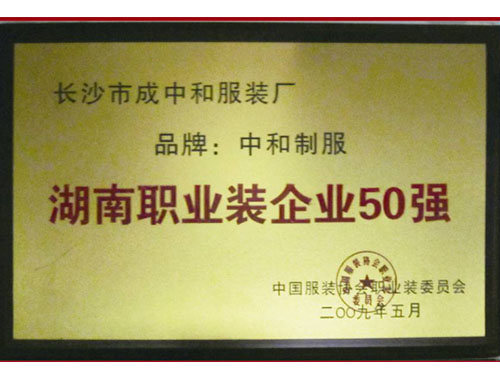 长沙市成中和服装厂
品牌：中和制服
湖南职业装企业50强
中国服装协会职业装委员会
二〇〇九年五月